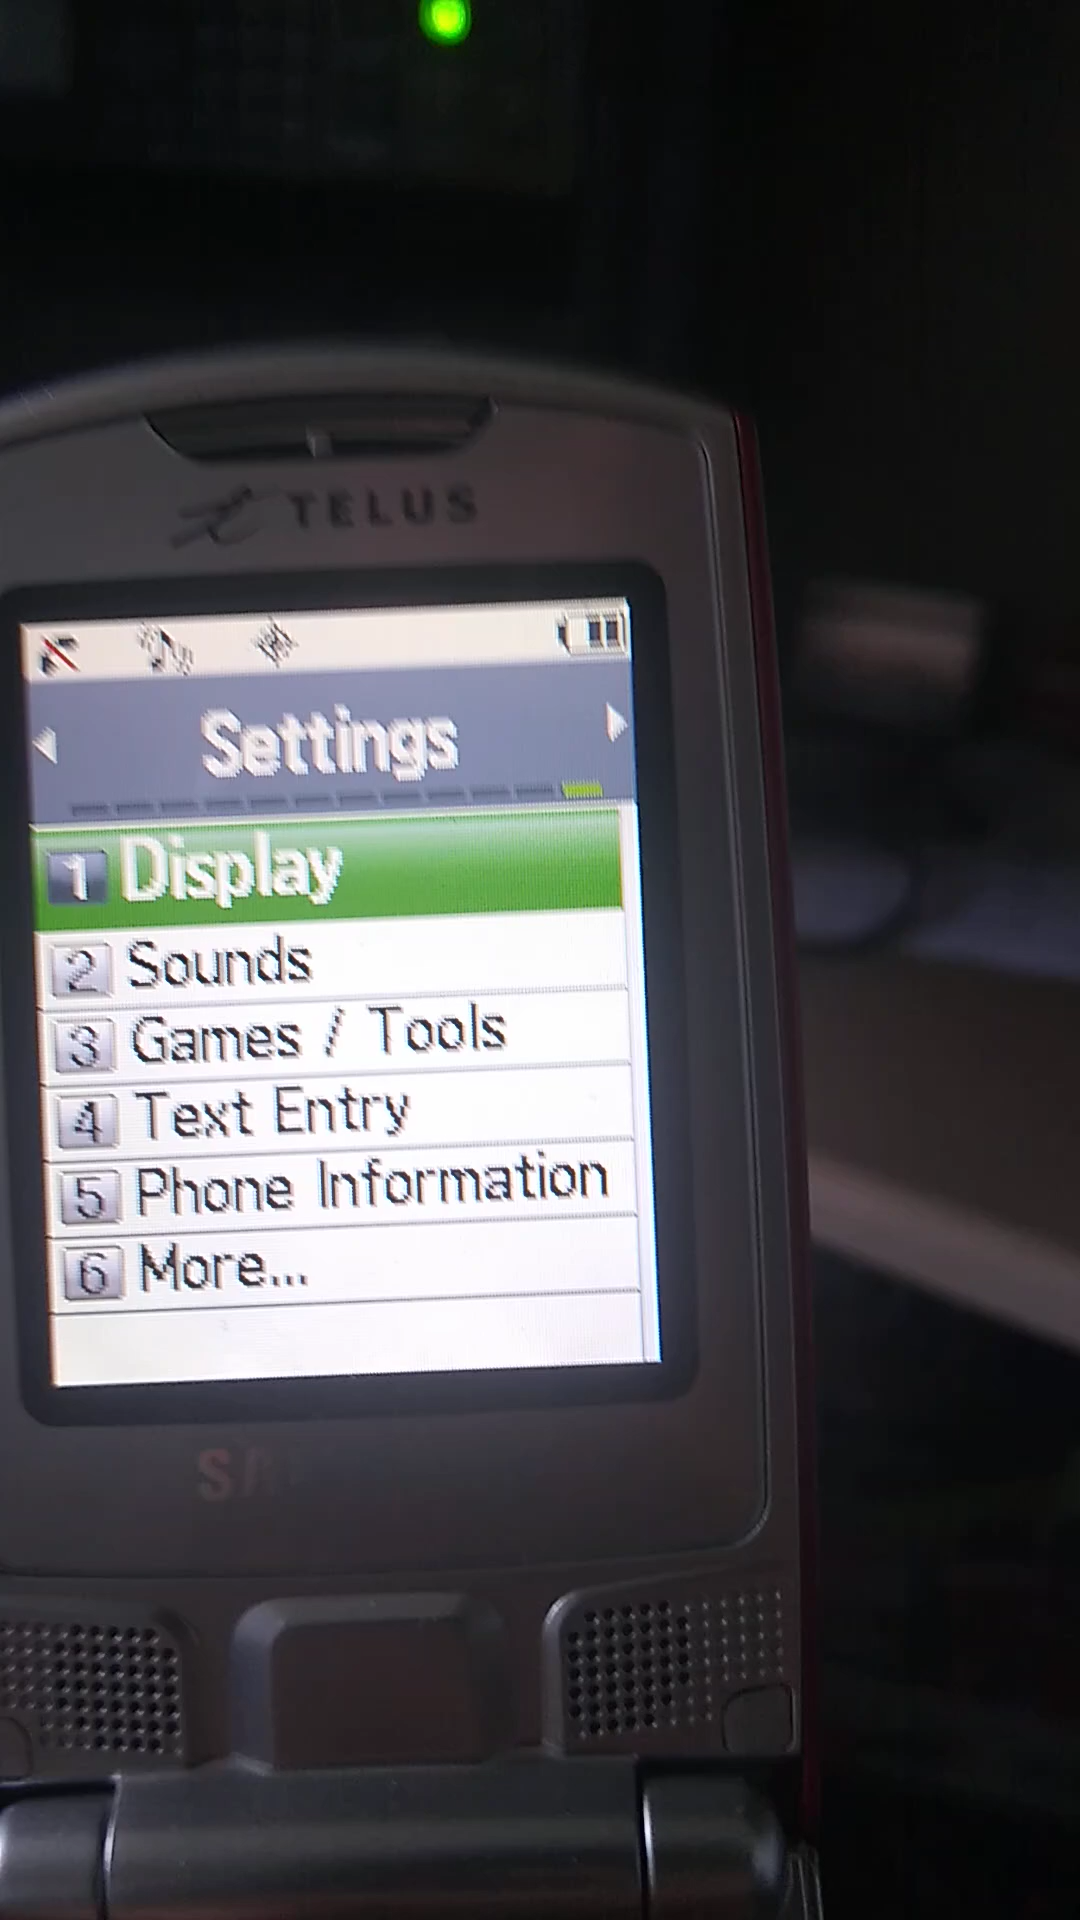 TELUS
Settings
1 Display
2 Sounds
3 Games / Tools
4 Text Entry
5 Phone Information
6 More...